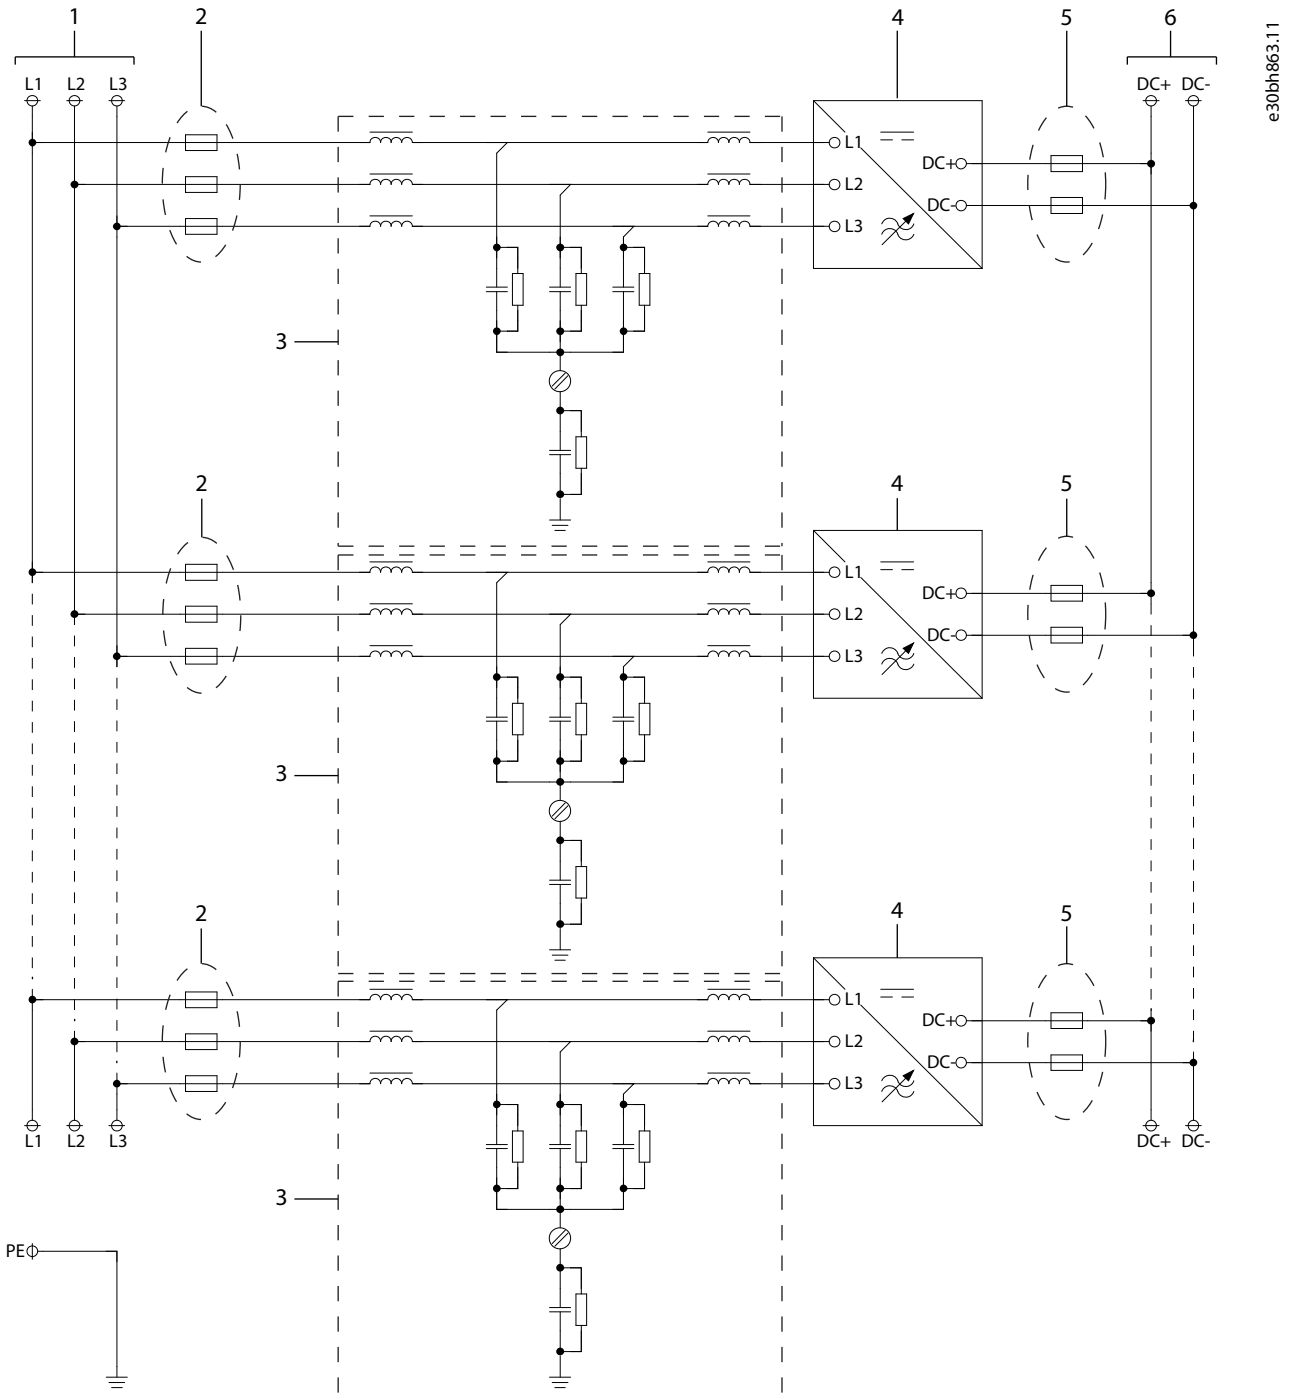 1 2 4 5 6
e30bh863.11
L1 L2 L3 DC+ DC-
L1
DC+
L2
DC-
L3
3
2 4 5
L1
DC+
L2
DC-
L3
3
2 4 5
L1
DC+
L2
DC-
L3
L1 L2 L3 DC+ DC-
3
PE